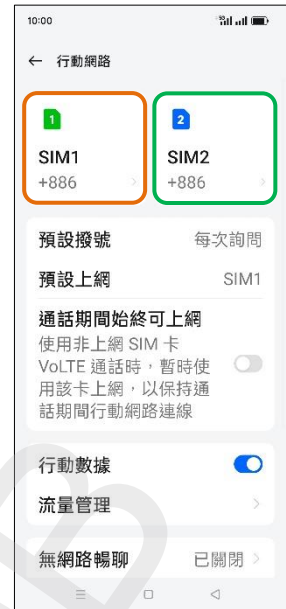 10:00
5G
← 行動網路
1
2
SIM1
SIM2
+886
+886
預設撥號 每次詢問
預設上網 SIM1
通話期間始終可上網
使用非上網 SIM 卡
VoLTE 通話時，暫時使
用該卡上網，以保持通
話期間行動網路連線
行動數據
流量管理
無網路暢聊 已關閉